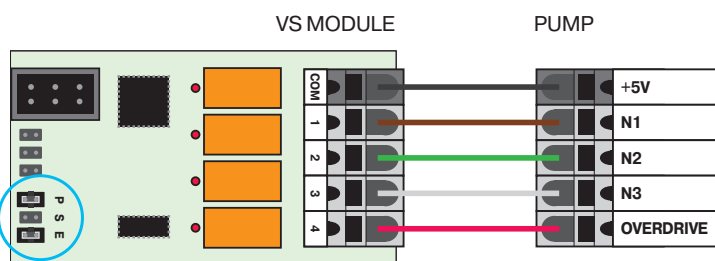 VS MODULE PUMP
COM +5V
1 N1
2 N2
3 N3
4 OVERDRIVE
P
S
E